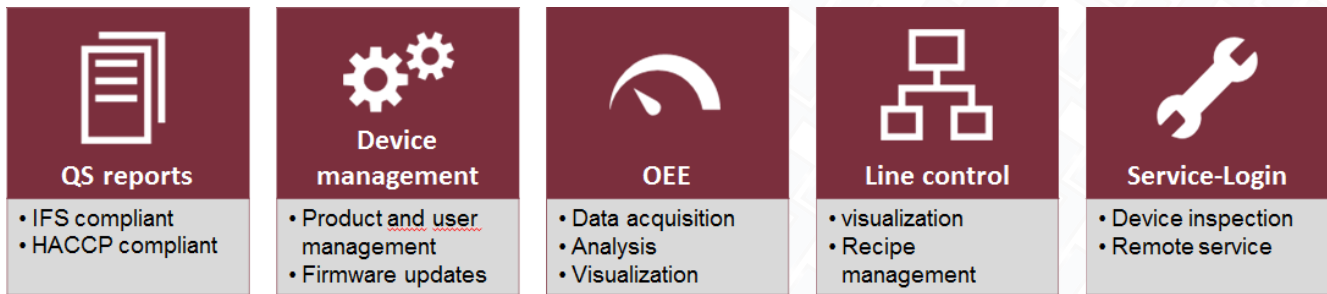 QS reports
• IFS compliant
• HACCP compliant
Device
management
• Product and user
management
• Firmware updates
OEE
• Data acquisition
• Analysis
• Visualization
Line control
• visualization
• Recipe
management
Service-Login
• Device inspection
• Remote service